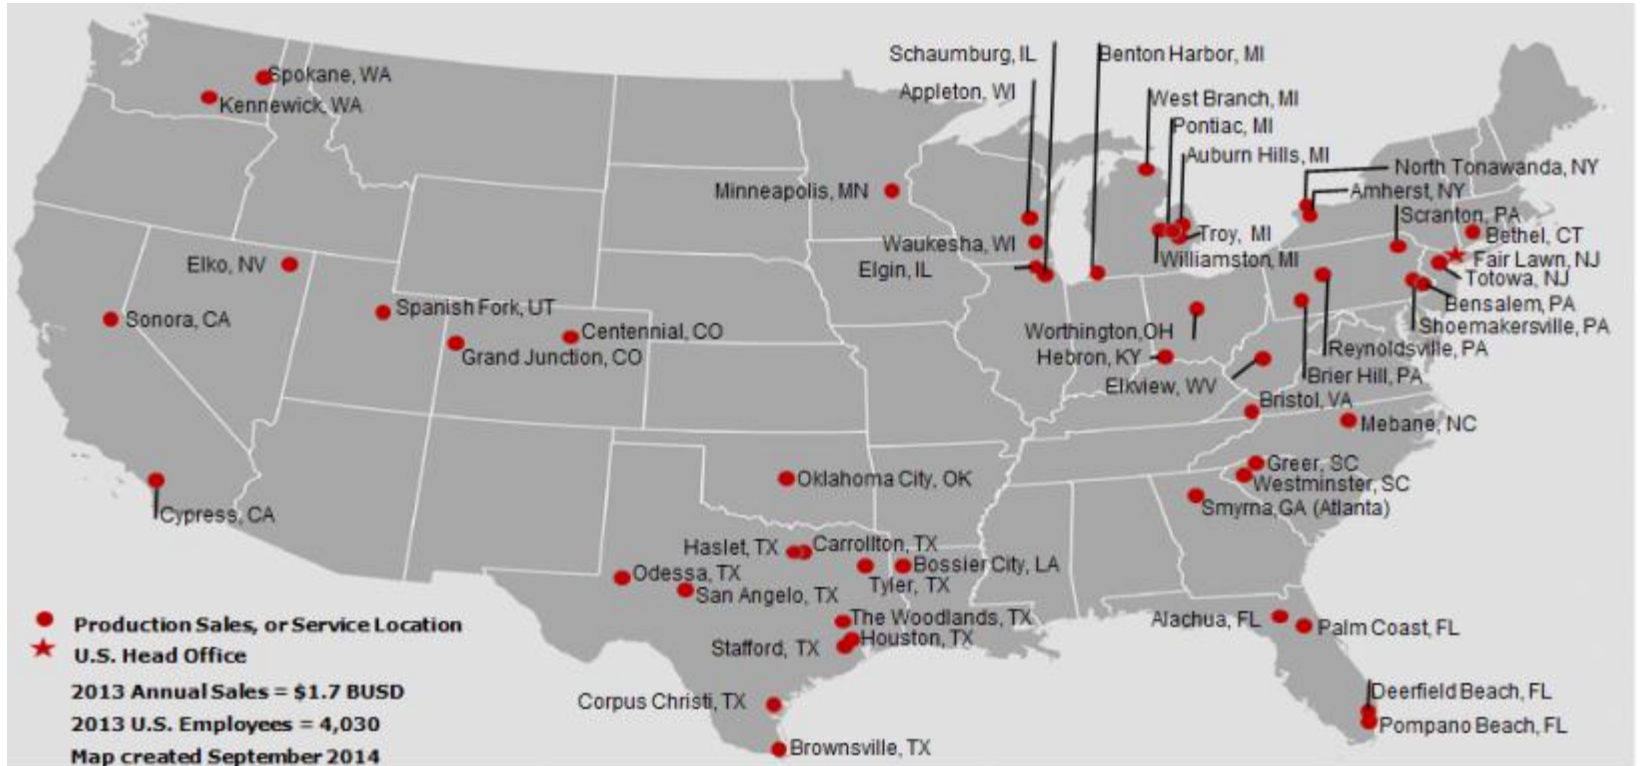 Schaumburg, IL
Benton Harbor, MI
Spokane, WA
Appleton, WI
Kennewick, WA
West Branch, MI
Pontiac, MI
Auburn Hills, MI
North Tonawanda, NY
Minneapolis, MN
Amherst, NY
Scranton, PA
Troy, MI
Bethel, CT
Waukesha, WI
Williamston, MI
Fair Lawn, NJ
Elko, NV
Elgin, IL
Totowa, NJ
Spanish Fork, UT
Bensalem, PA
Sonora, CA
Centennial, CO
Worthington,OH
Shoemakersville, PA
Grand Junction, CO
Hebron, KY
Reynoldsville, PA
Elkview, WV
Brier Hill, PA
Bristol, VA
Mebane, NC
Greer, SC
Oklahoma City, OK
Westminster, SC
Cypress, CA
Smyrna,GA (Atlanta)
Haslet, TX
Carrollton, TX
Odessa, TX
Bossier City, LA
Tyler, TX
San Angelo, TX
The Woodlands, TX
Alachua, FL
Palm Coast, FL
Houston, TX
Stafford, TX
Corpus Christi, TX
Deerfield Beach, FL
Pompano Beach, FL
Brownsville, TX
Production Sales, or Service Location
U.S. Head Office
2013 Annual Sales = $1.7 BUSD
2013 U.S. Employees = 4,030
Map created September 2014